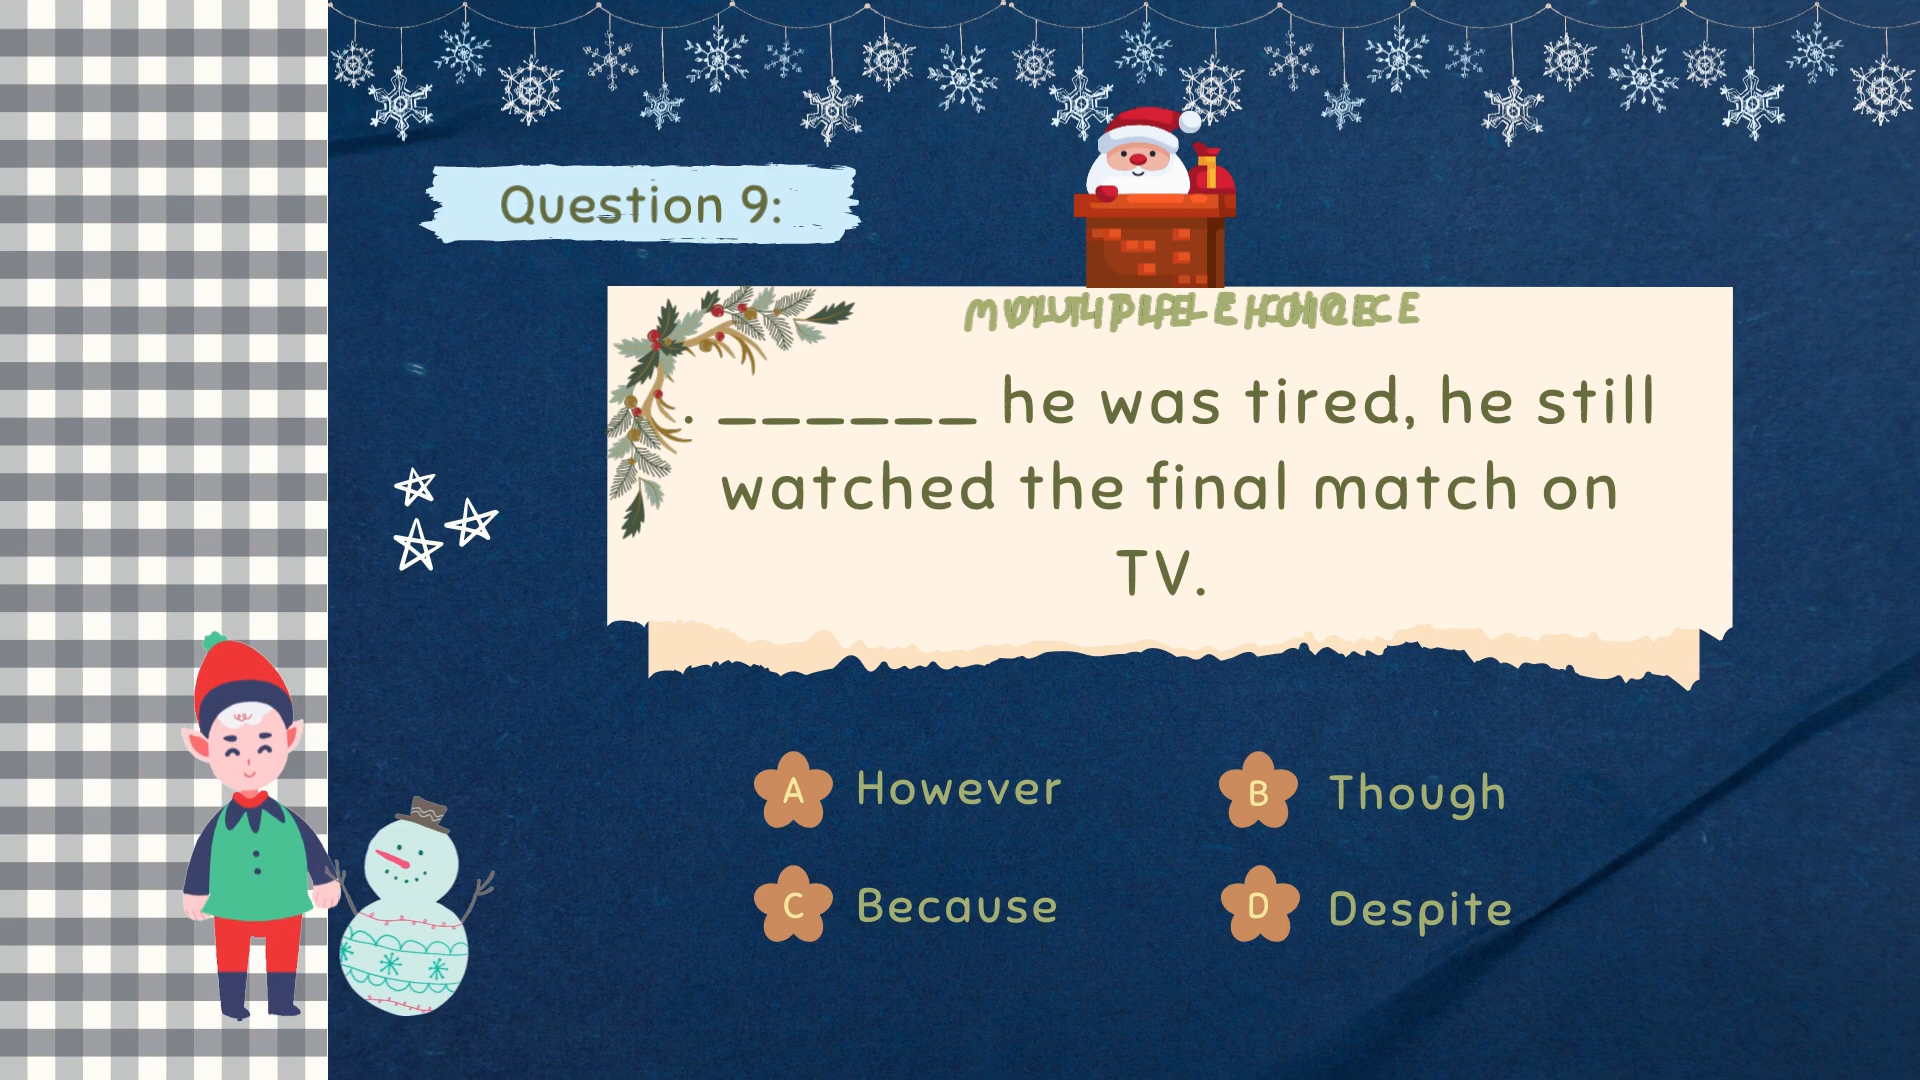 Question 9:
. ______ he was tired, he still
watched the final match on
TV.
A However
B Though
C Because
D Despite